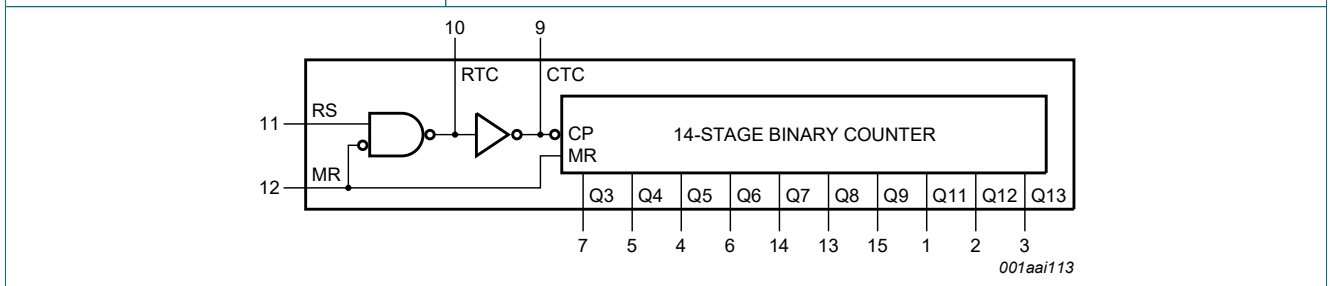 10 9
RTC CTC
RS
11
CP
14-STAGE BINARY COUNTER
MR
MR
12
Q3 Q4 Q5 Q6 Q7 Q8 Q9 Q11 Q12 Q13
7 5 4 6 14 13 15 1 2 3
001aai113